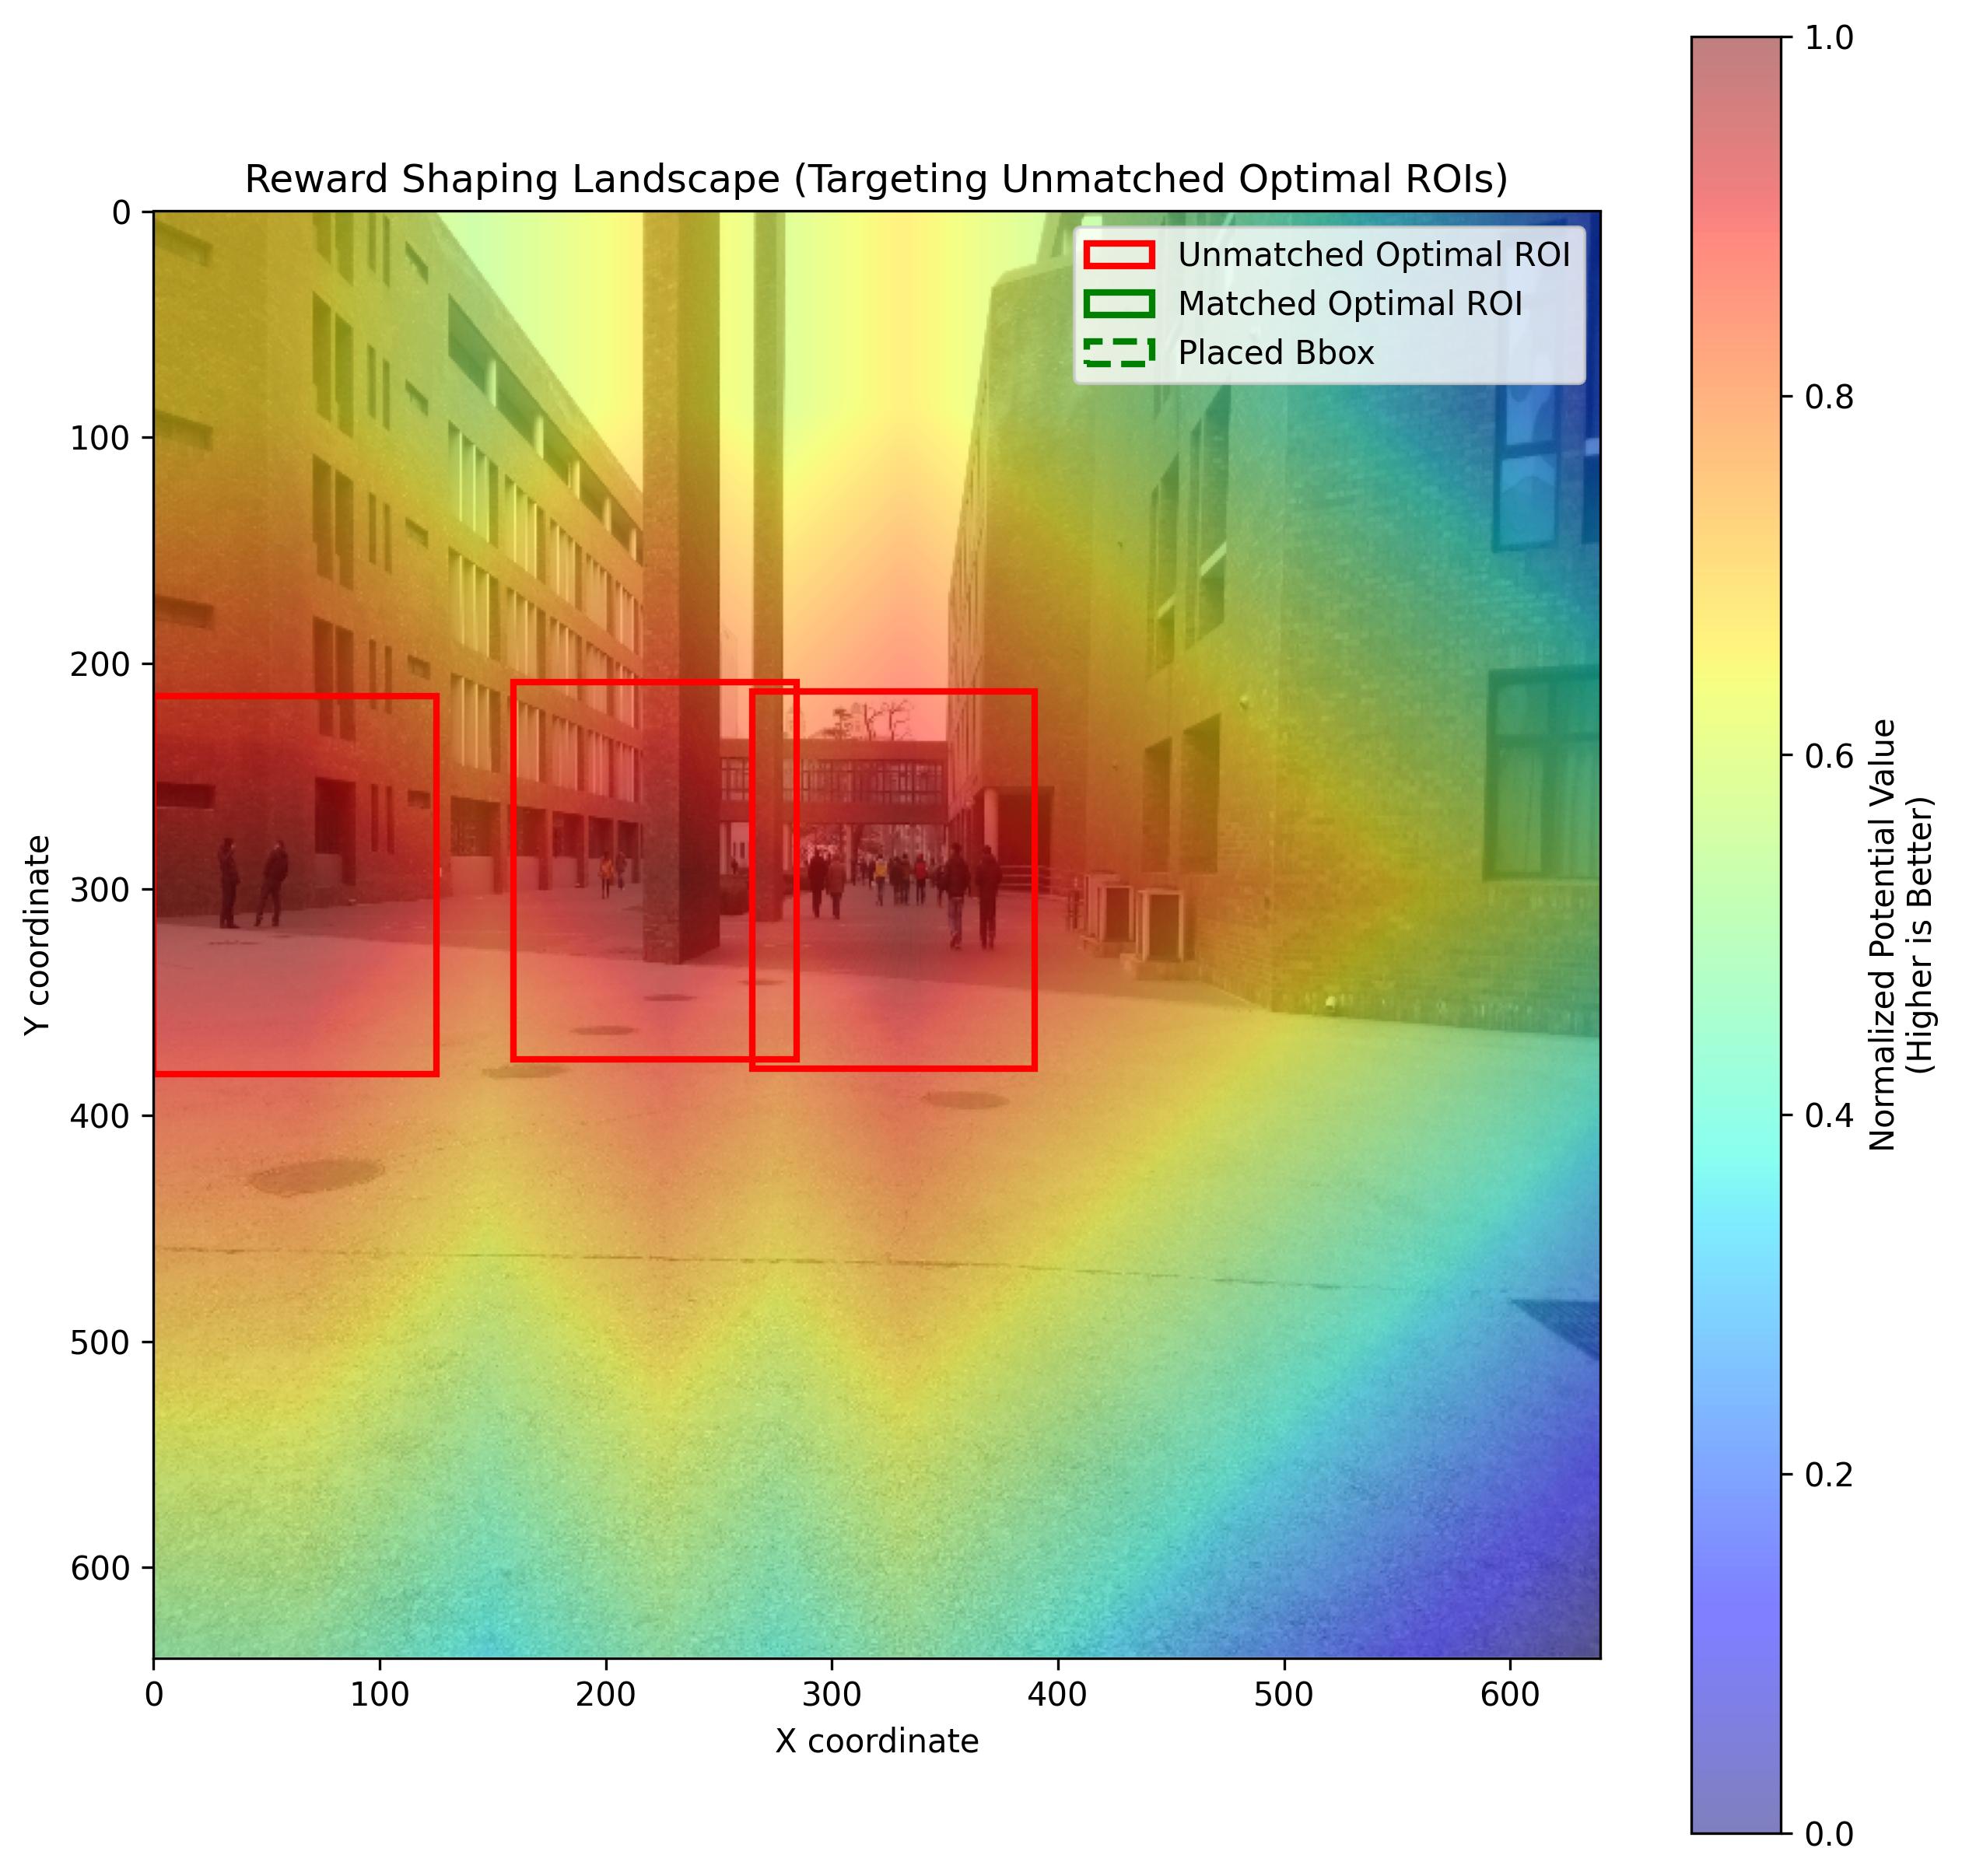 Reward Shaping Landscape (Targeting Unmatched Optimal ROIs)
Unmatched Optimal ROI
Matched Optimal ROI
Placed Bbox
0
100
200
300
400
500
600
Y coordinate
0
100
200
300
400
500
600
X coordinate
1.0
0.8
0.6
0.4
0.2
0.0
Normalized Potential Value
(Higher is Better)